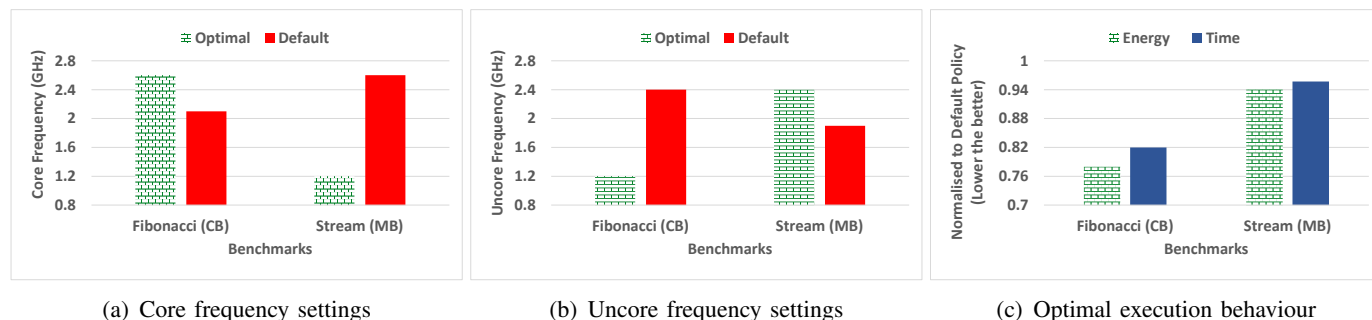 Optimal Default
Core Frequency (GHz)
2.8
2.4
2
1.6
1.2
0.8
Fibonacci (CB) Stream (MB)
Benchmarks
(a) Core frequency settings
Optimal Default
Uncore Frequency (GHz)
2.8
2.4
2
1.6
1.2
0.8
Fibonacci (CB) Stream (MB)
Benchmarks
(b) Uncore frequency settings
Energy Time
Normalised to Default Policy
(Lower the better)
1
0.94
0.88
0.82
0.76
0.7
Fibonacci (CB) Stream (MB)
Benchmarks
(c) Optimal execution behaviour